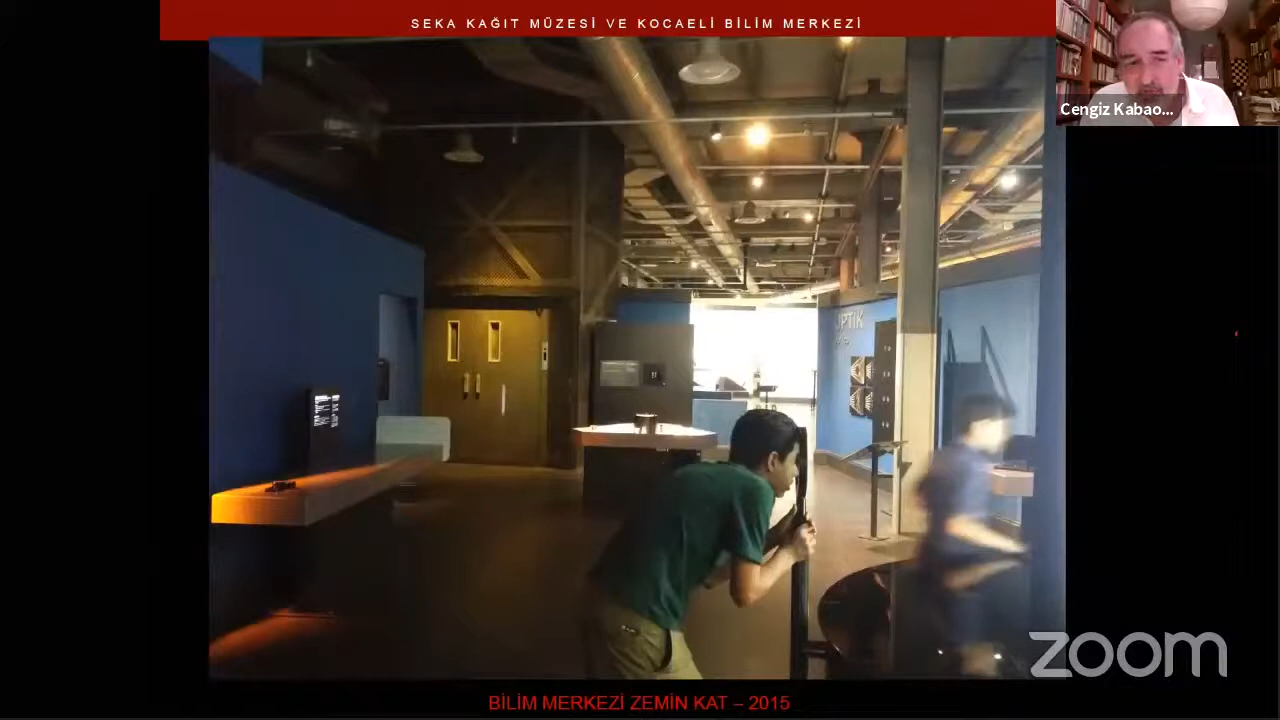 SEKA KAĞIT MÜZESİ VE KOCAELİ BİLİM MERKEZİ
Cengiz Kabao...
OPTİK
zoom
BİLİM MERKEZİ ZEMİN KAT – 2015